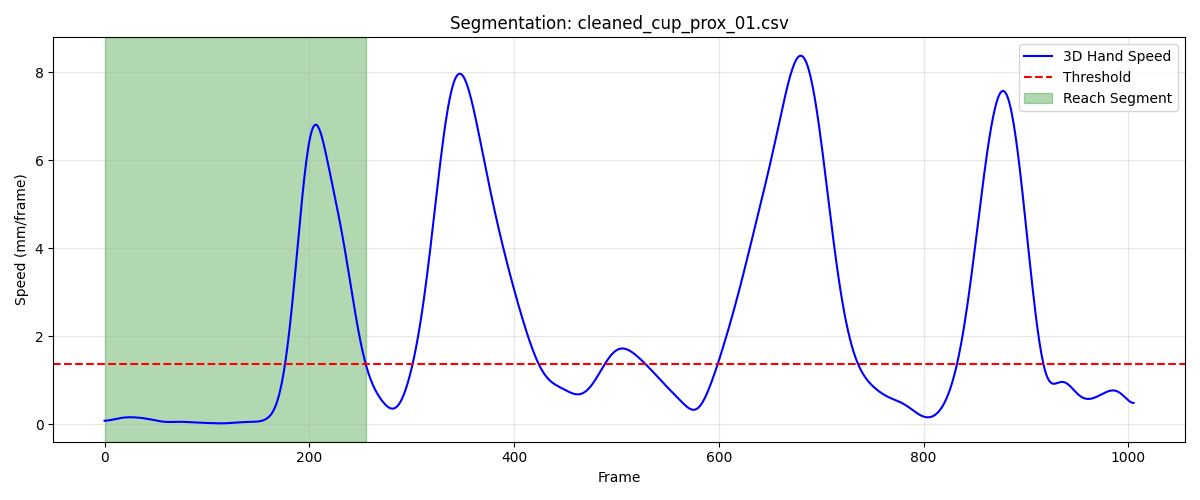 Segmentation: cleaned_cup_prox_01.csv
3D Hand Speed
Threshold
Reach Segment
Speed (mm/frame)
8
6
4
2
0
0 200 400 600 800 1000
Frame